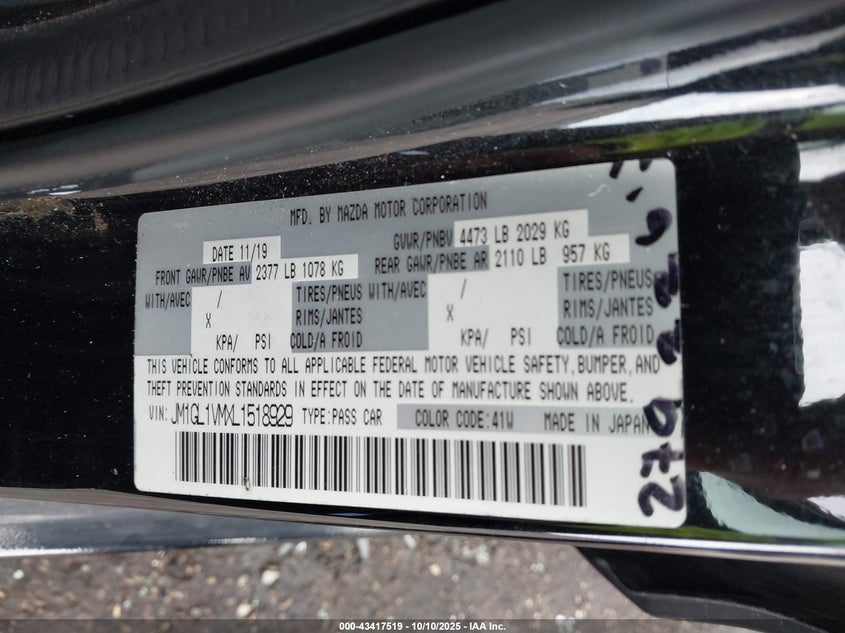 MFD. BY MAZDA MOTOR CORPORATION
DATE 11/19 GVWR/PNBV 4473 LB 2029 KG
FRONT GAWR/PNBE AV 2377 LB 1078 KG REAR GAWR/PNBE AR 2110 LB 957 KG
WITH/AVEC / TIRES/PNEUS WITH/AVEC / TIRES/PNEUS
X RIMS/JANTES X RIMS/JANTES
KPA/ PSI COLD/A FROID KPA/ PSI COLD/A FROID
THIS VEHICLE CONFORMS TO ALL APPLICABLE FEDERAL MOTOR VEHICLE SAFETY, BUMPER, AND
THEFT PREVENTION STANDARDS IN EFFECT ON THE DATE OF MANUFACTURE SHOWN ABOVE.
VIN: JM1GL1VMXL1518929 TYPE:PASS CAR COLOR CODE:41W MADE IN JAPAN
000-43417519 - 10/10/2025 - IAA Inc.